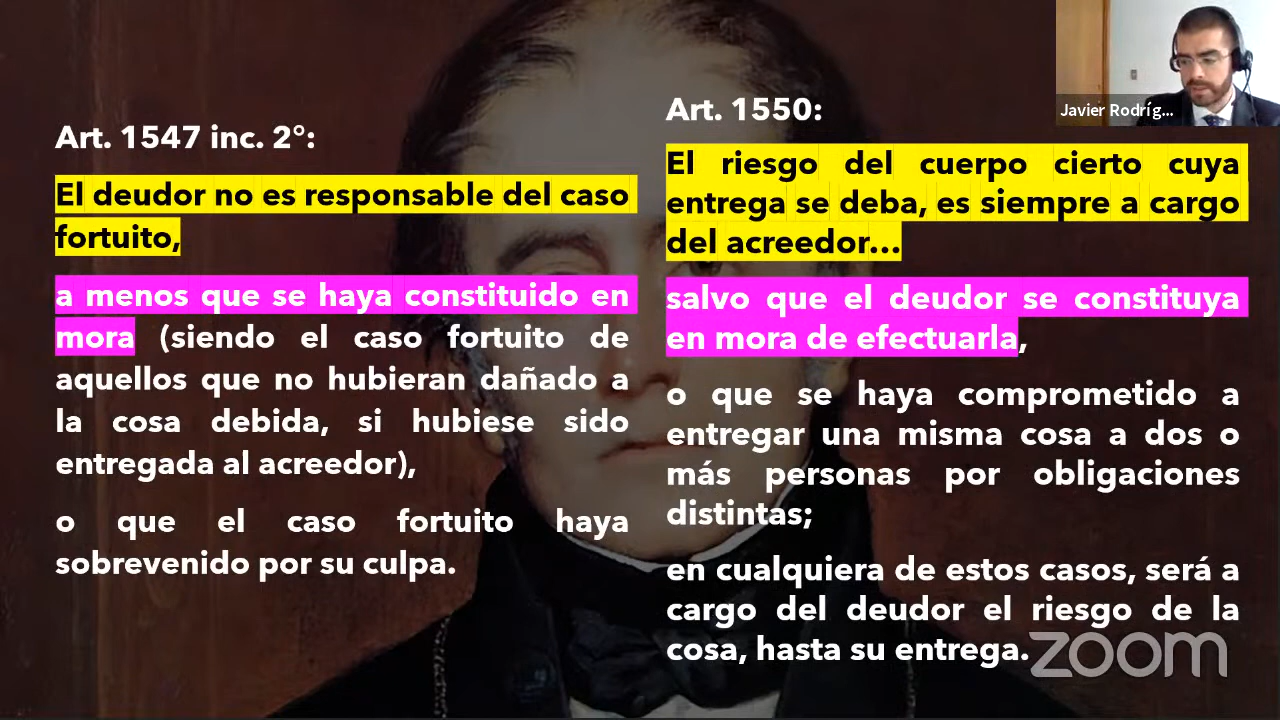 Art. 1547 inc. 2°:
El deudor no es responsable del caso
fortuito,
a menos que se haya constituido en
mora (siendo el caso fortuito de
aquellos que no hubieran dañado a
la cosa debida, si hubiese sido
entregada al acreedor),
o que el caso fortuito haya
sobrevenido por su culpa.
Art. 1550:
El riesgo del cuerpo cierto cuya
entrega se deba, es siempre a cargo
del acreedor...
salvo que el deudor se constituya
en mora de efectuarla,
o que se haya comprometido a
entregar una misma cosa a dos o
más personas por obligaciones
distintas;
en cualquiera de estos casos, será a
cargo del deudor el riesgo de la
cosa, hasta su entrega.
Javier Rodríg...
zoom